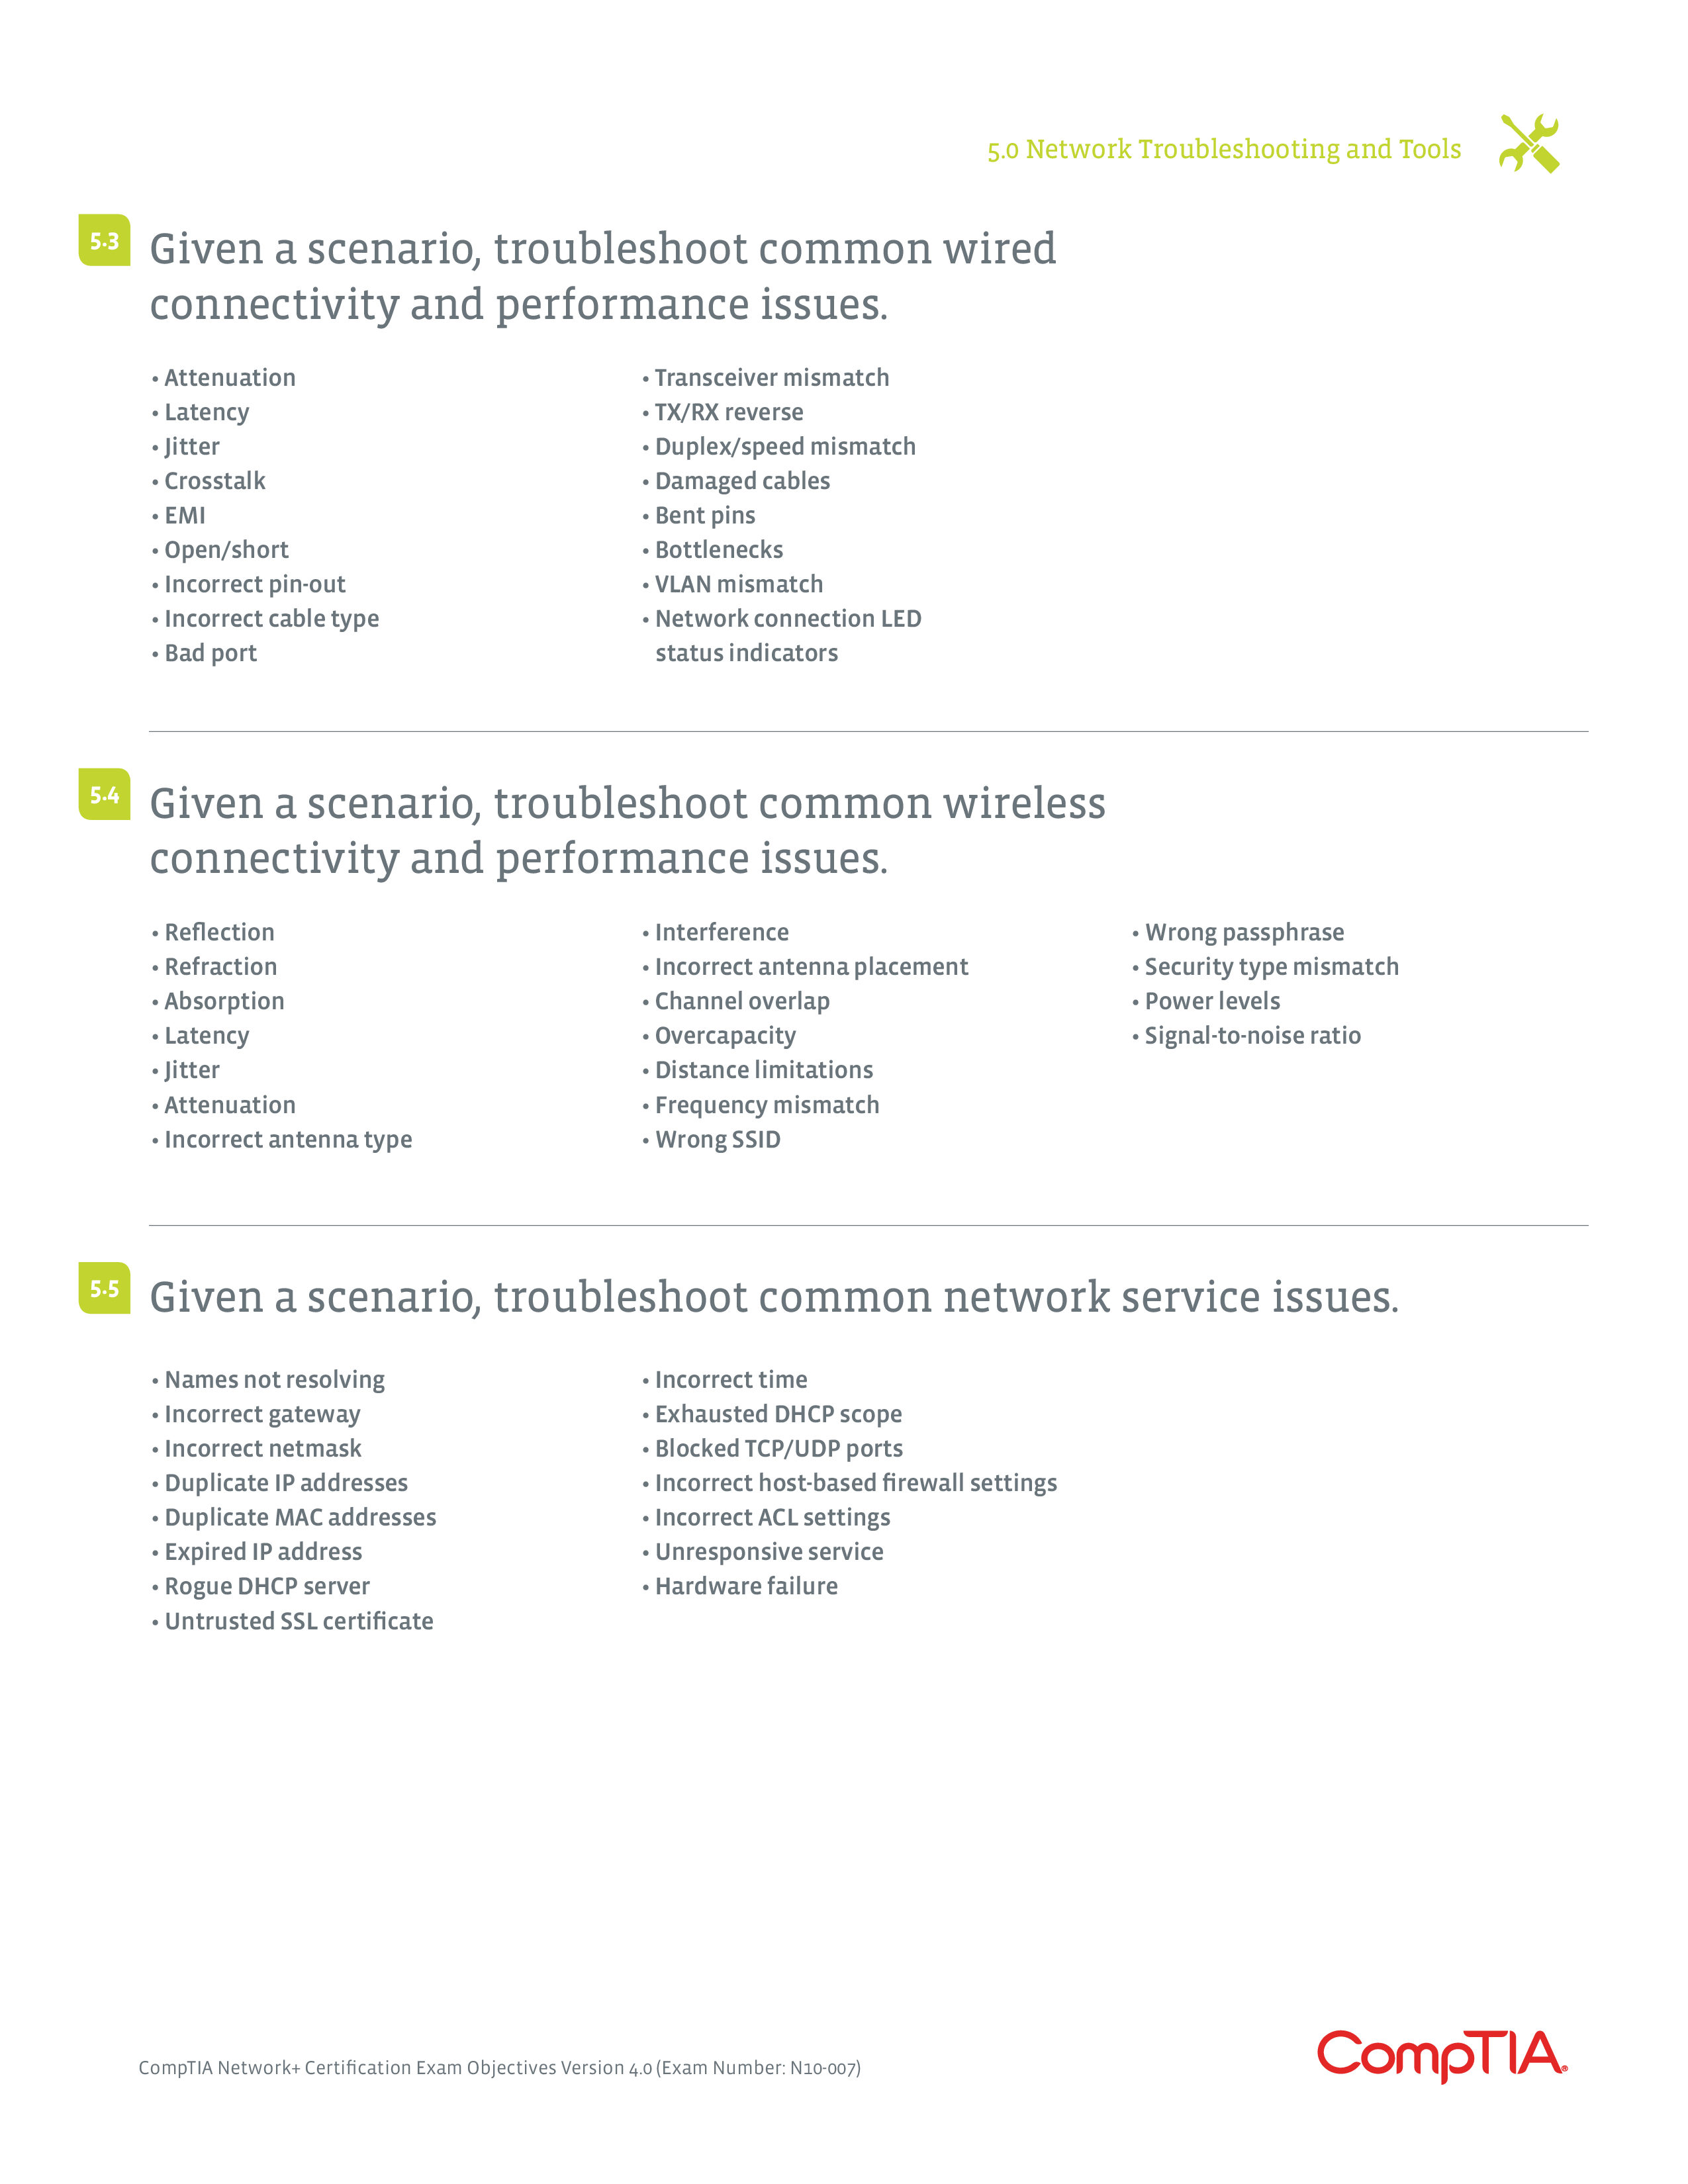 5.0 Network Troubleshooting and Tools
5.3
Given a scenario, troubleshoot common wired
connectivity and performance issues.
• Attenuation
• Latency
• Jitter
• Crosstalk
• EMI
• Open/short
• Incorrect pin-out
• Incorrect cable type
• Bad port
• Transceiver mismatch
• TX/RX reverse
• Duplex/speed mismatch
• Damaged cables
• Bent pins
• Bottlenecks
• VLAN mismatch
• Network connection LED
status indicators
5.4
Given a scenario, troubleshoot common wireless
connectivity and performance issues.
• Reflection
• Refraction
• Absorption
• Latency
• Jitter
• Attenuation
• Incorrect antenna type
• Interference
• Incorrect antenna placement
• Channel overlap
• Overcapacity
• Distance limitations
• Frequency mismatch
• Wrong SSID
• Wrong passphrase
• Security type mismatch
• Power levels
• Signal-to-noise ratio
5.5
Given a scenario, troubleshoot common network service issues.
• Names not resolving
• Incorrect gateway
• Incorrect netmask
• Duplicate IP addresses
• Duplicate MAC addresses
• Expired IP address
• Rogue DHCP server
• Untrusted SSL certificate
• Incorrect time
• Exhausted DHCP scope
• Blocked TCP/UDP ports
• Incorrect host-based firewall settings
• Incorrect ACL settings
• Unresponsive service
• Hardware failure
CompTIA Network+ Certification Exam Objectives Version 4.0 (Exam Number: N10-007)
CompTIA®